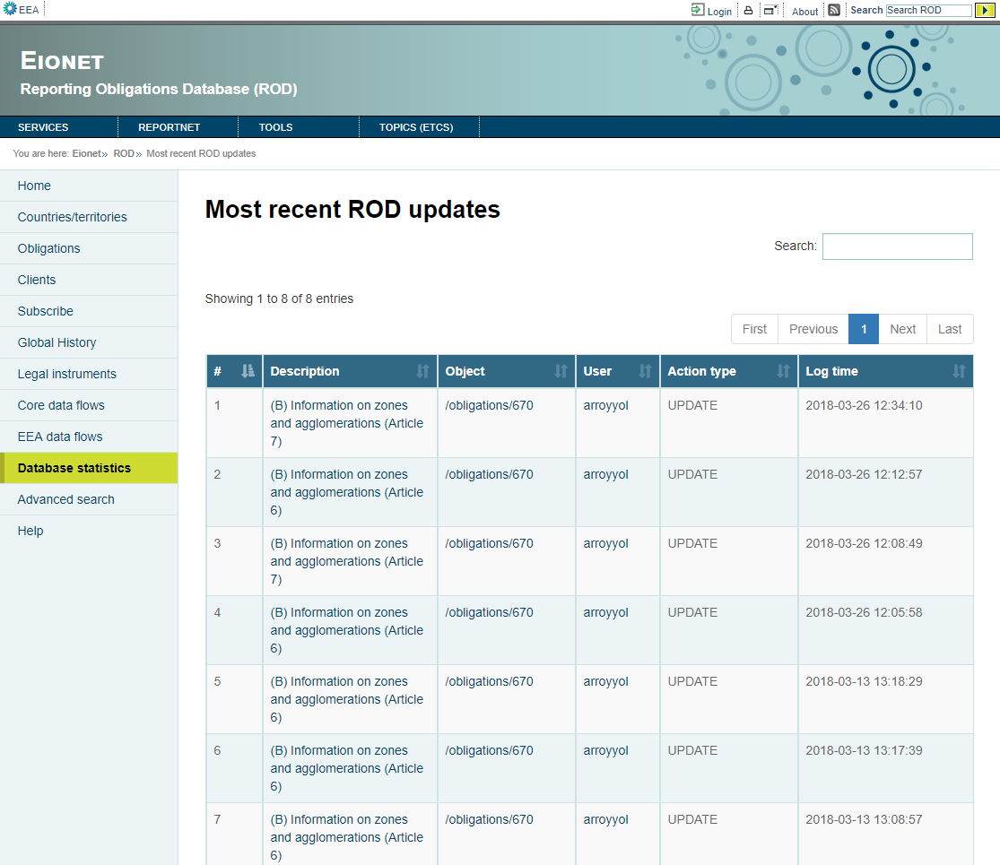 EEA
Login
About
Search Search ROD
EIONET
Reporting Obligations Database (ROD)
SERVICES REPORTNET TOOLS TOPICS (ETCS)
You are here: Eionet» ROD» Most recent ROD updates
Home
Countries/territories
Obligations
Clients
Subscribe
Global History
Legal instruments
Core data flows
EEA data flows
Database statistics
Advanced search
Help
Most recent ROD updates
Search:
Showing 1 to 8 of 8 entries
First Previous 1 Next Last
# Description Object User Action type Log time
1 (B) Information on zones /obligations/670 arroyyol UPDATE 2018-03-26 12:34:10
and agglomerations (Article
7)
2 (B) Information on zones /obligations/670 arroyyol UPDATE 2018-03-26 12:12:57
and agglomerations (Article
6)
3 (B) Information on zones /obligations/670 arroyyol UPDATE 2018-03-26 12:08:49
and agglomerations (Article
7)
4 (B) Information on zones /obligations/670 arroyyol UPDATE 2018-03-26 12:05:58
and agglomerations (Article
6)
5 (B) Information on zones /obligations/670 arroyyol UPDATE 2018-03-13 13:18:29
and agglomerations (Article
6)
6 (B) Information on zones /obligations/670 arroyyol UPDATE 2018-03-13 13:17:39
and agglomerations (Article
6)
7 (B) Information on zones /obligations/670 arroyyol UPDATE 2018-03-13 13:08:57
and agglomerations (Article
6)